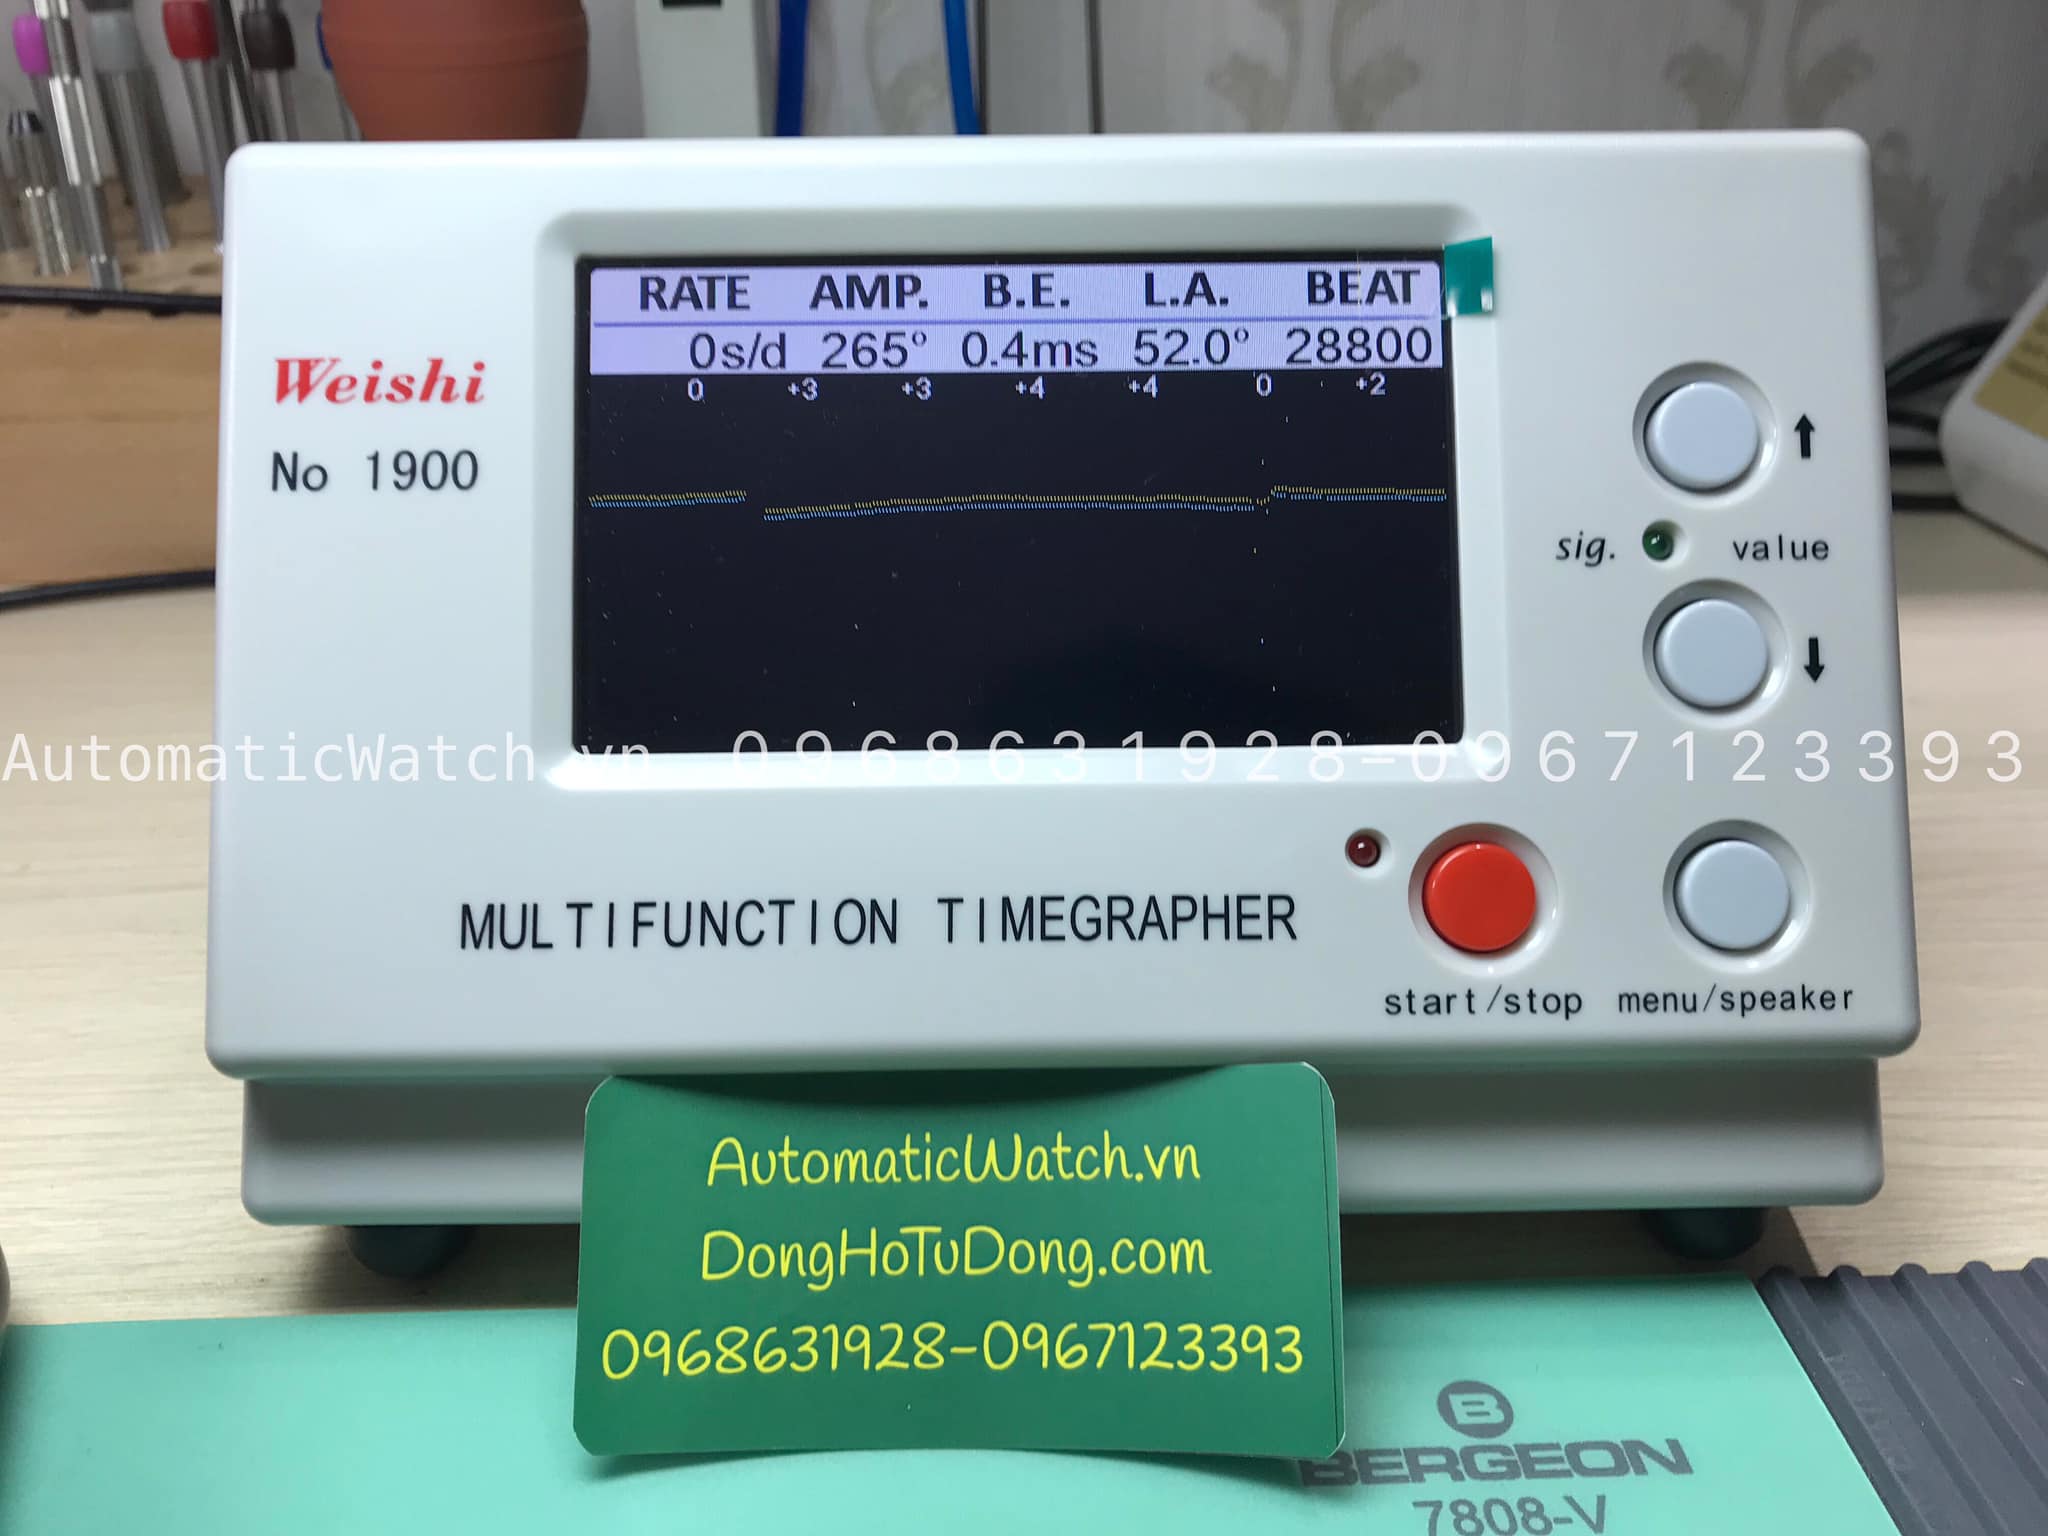 RATE AMP. B.E. L.A. BEAT
0s/d 265° 0.4ms 52.0° 28800
0 +3 +3 +4 +4 0 +2
Weishi
No 1900
sig. value
AutomaticWatch.vn 0968631928-0967123393
MULTIFUNCTION TIMEGRAPHER
start/stop menu/speaker
AutomaticWatch.vn
DongHoTuDong.com
0968631928-0967123393
B
BERGEON
7808-V